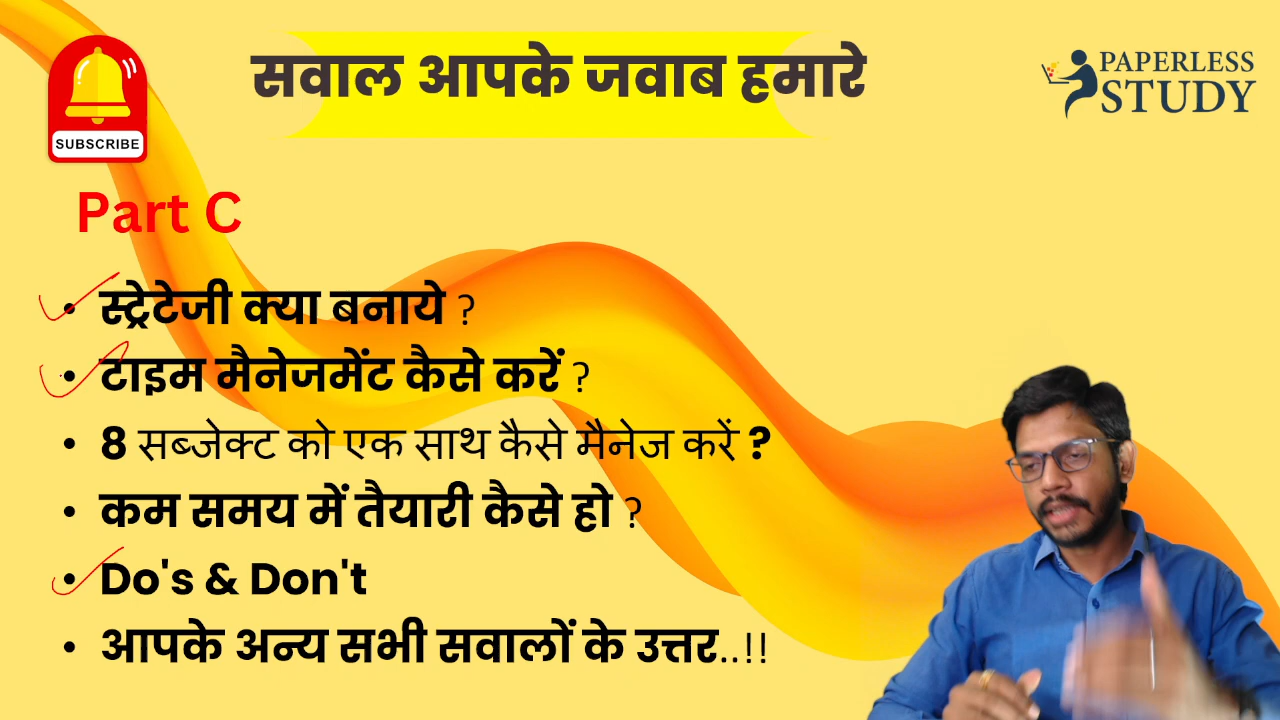 सवाल आपके जवाब हमारे
PAPERLESS
STUDY
SUBSCRIBE
Part C
• स्ट्रेटेजी क्या बनाये ?
• टाइम मैनेजमेंट कैसे करें ?
• 8 सब्जेक्ट को एक साथ कैसे मैनेज करें ?
• कम समय में तैयारी कैसे हो ?
• Do's & Don't
• आपके अन्य सभी सवालों के उत्तर..!!